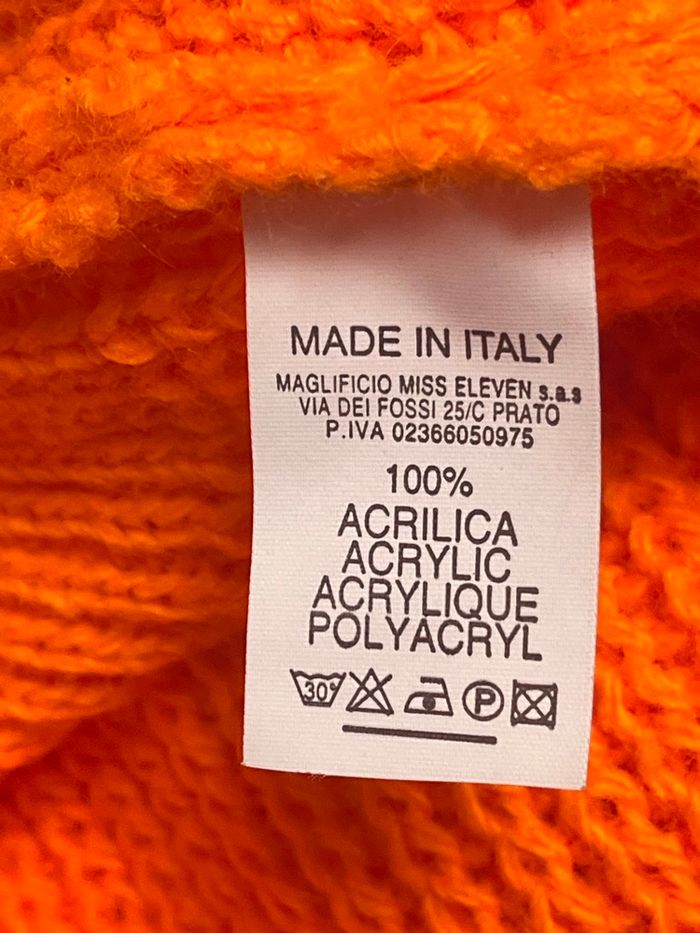 MADE IN ITALY
MAGLIFICIO MISS ELEVEN s.a.s
VIA DEI FOSSI 25/C PRATO
P.IVA 02366050975
100%
ACRILICA
ACRYLIC
ACRYLIQUE
POLYACRYL
30° P